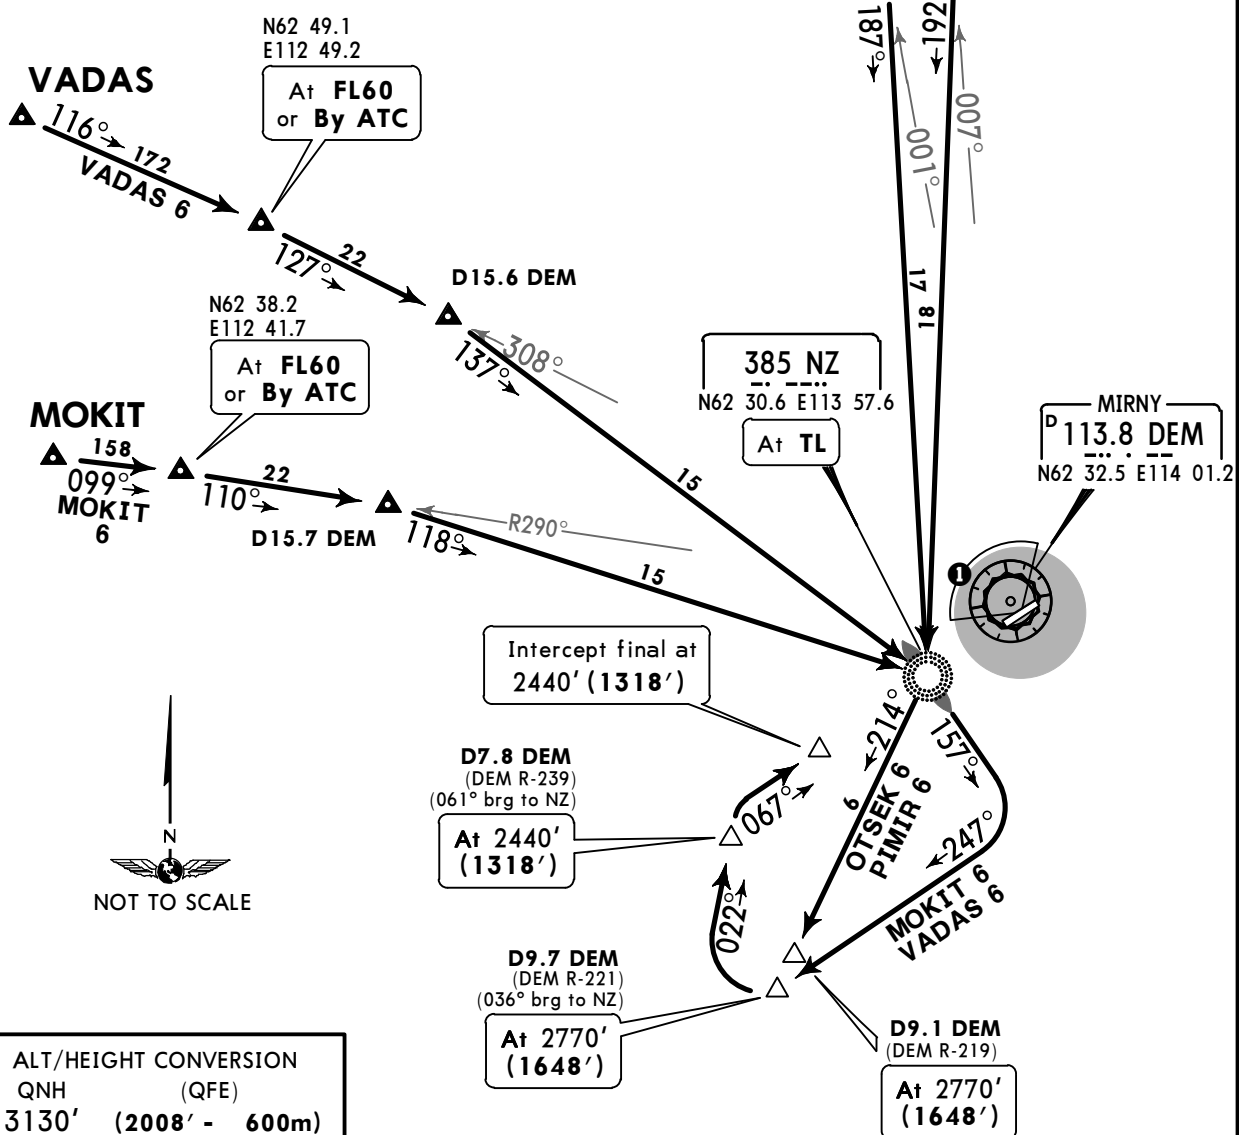 N62 49.1
E112 49.2
At FL60
or By ATC
VADAS
116°
172
VADAS 6
127°
22
D15.6 DEM
308°
137°
15
187°
192°
001°
007°
17
18
N62 38.2
E112 41.7
At FL60
or By ATC
MOKIT
158
099°
MOKIT
6
110°
22
D15.7 DEM
R290°
118°
15
385 NZ
N62 30.6 E113 57.6
At TL
MIRNY
D 113.8 DEM
N62 32.5 E114 01.2
1
Intercept final at
2440' (1318')
214°
157°
6
OTSEK 6
PIMIR 6
247°
MOKIT 6
VADAS 6
D7.8 DEM
(DEM R-239)
(061° brg to NZ)
At 2440'
(1318')
067°
022°
N
NOT TO SCALE
D9.7 DEM
(DEM R-221)
(036° brg to NZ)
At 2770'
(1648')
D9.1 DEM
(DEM R-219)
At 2770'
(1648')
ALT/HEIGHT CONVERSION
QNH (QFE)
3130' (2008' - 600m)